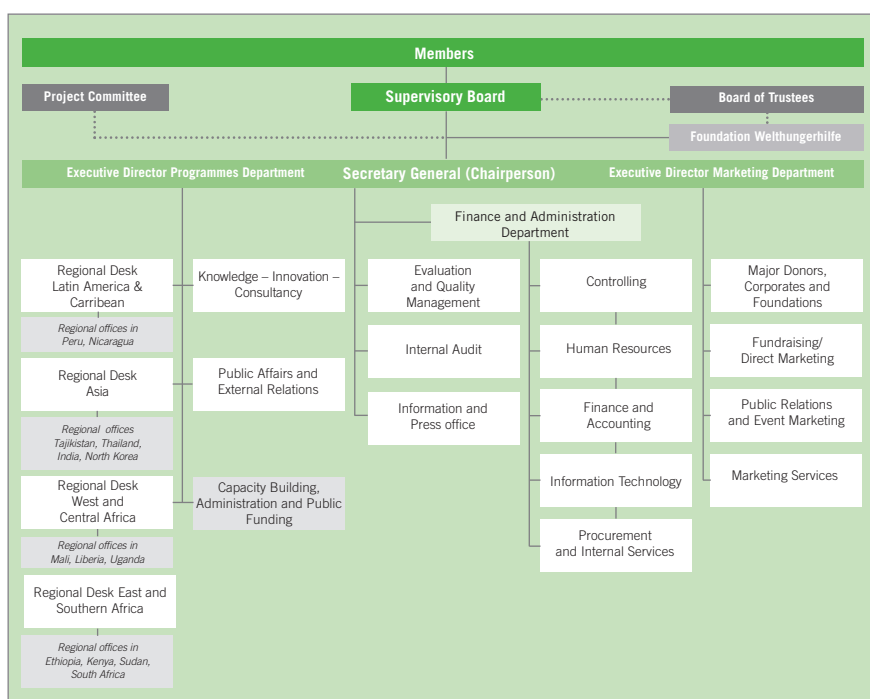 Members
Project Committee
Supervisory Board
Board of Trustees
Foundation Welthungerhilfe
Executive Director Programmes Department
Secretary General (Chairperson)
Executive Director Marketing Department
Finance and Administration
Department
Regional Desk
Latin America &
Carribean
Regional offices in
Peru, Nicaragua
Regional Desk
Asia
Regional offices
Tajikistan, Thailand,
India, North Korea
Regional Desk
West and
Central Africa
Regional offices in
Mali, Liberia, Uganda
Regional Desk East and
Southern Africa
Regional offices in
Ethiopia, Kenya, Sudan,
South Africa
Knowledge – Innovation –
Consultancy
Public Affairs and
External Relations
Capacity Building,
Administration and Public
Funding
Evaluation
and Quality
Management
Internal Audit
Information and
Press office
Controlling
Human Resources
Finance and
Accounting
Information Technology
Procurement
and Internal Services
Major Donors,
Corporates and
Foundations
Fundraising/
Direct Marketing
Public Relations
and Event Marketing
Marketing Services